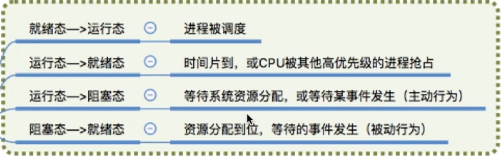 就绪态—>运行态 进程被调度
运行态—>就绪态 时间片到，或CPU被其他高优先级的进程抢占
运行态—>阻塞态 等待系统资源分配，或等待某事件发生（主动行为）
阻塞态—>就绪态 资源分配到位，等待的事件发生（被动行为）